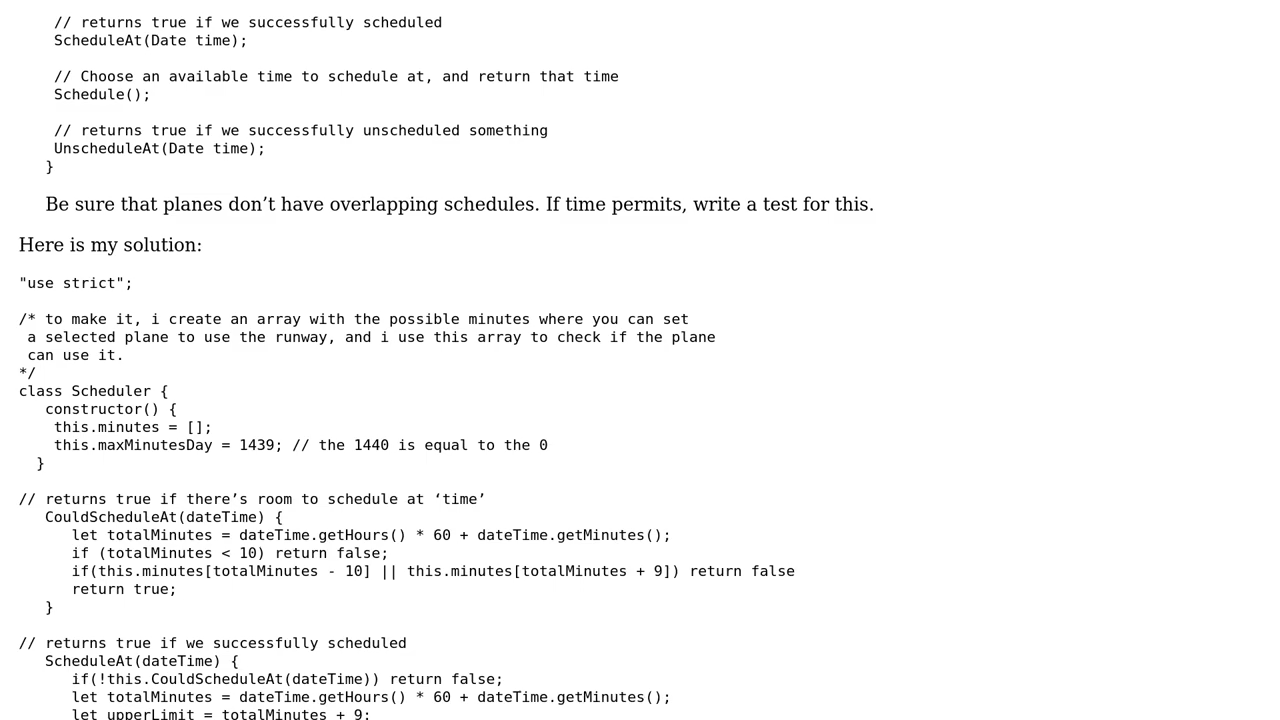 // returns true if we successfully scheduled
ScheduleAt(Date time);
// Choose an available time to schedule at, and return that time
Schedule();
// returns true if we successfully unscheduled something
UnscheduleAt(Date time);
}
Be sure that planes don’t have overlapping schedules. If time permits, write a test for this.
Here is my solution:
"use strict";
/* to make it, i create an array with the possible minutes where you can set
a selected plane to use the runway, and i use this array to check if the plane
can use it.
*/
class Scheduler {
constructor() {
this.minutes = [];
this.maxMinutesDay = 1439; // the 1440 is equal to the 0
}
// returns true if there’s room to schedule at ‘time’
CouldScheduleAt(dateTime) {
let totalMinutes = dateTime.getHours() * 60 + dateTime.getMinutes();
if (totalMinutes < 10) return false;
if(this.minutes[totalMinutes - 10] || this.minutes[totalMinutes + 9]) return false
return true;
}
// returns true if we successfully scheduled
ScheduleAt(dateTime) {
if(!this.CouldScheduleAt(dateTime)) return false;
let totalMinutes = dateTime.getHours() * 60 + dateTime.getMinutes();
let upperLimit = totalMinutes + 9;